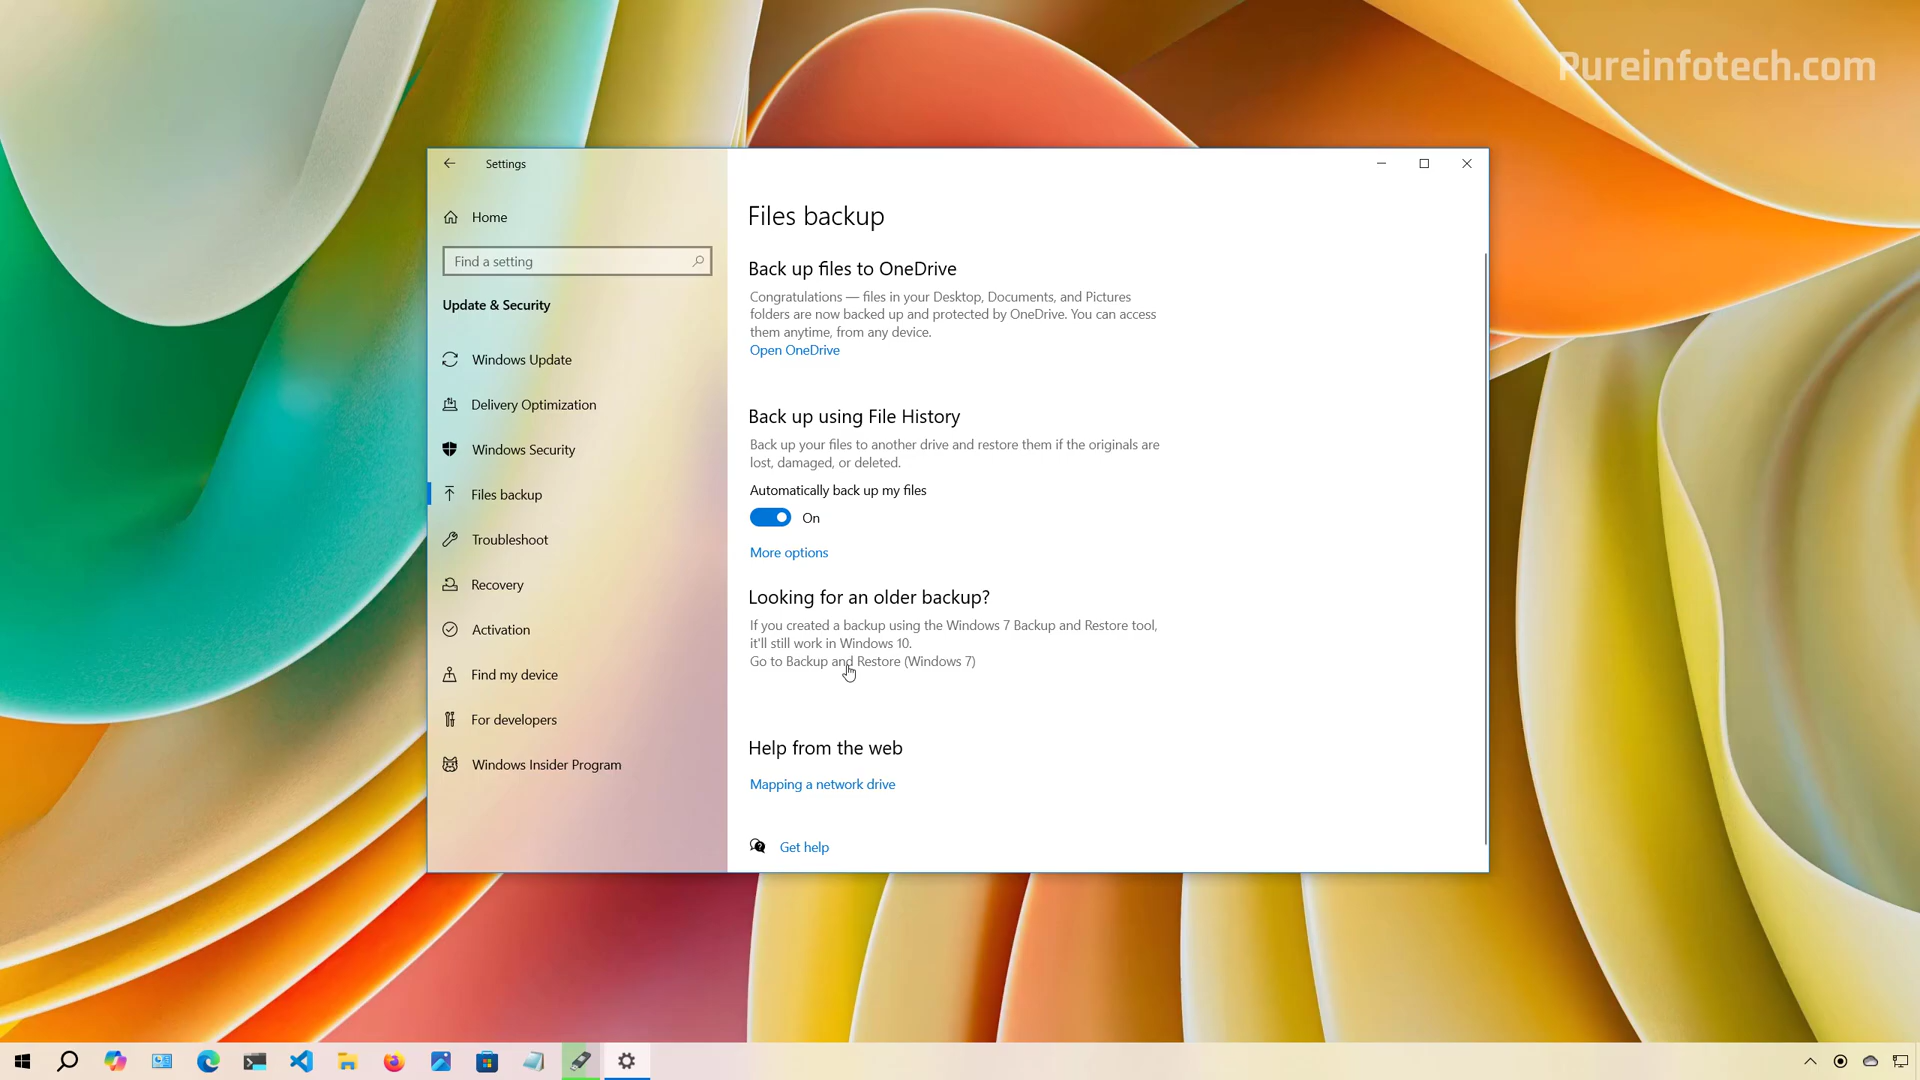 Pureinfotech.com
Settings
Home
Find a setting
Update & Security
Windows Update
Delivery Optimization
Windows Security
Files backup
Troubleshoot
Recovery
Activation
Find my device
For developers
Windows Insider Program
Files backup
Back up files to OneDrive
Congratulations — files in your Desktop, Documents, and Pictures
folders are now backed up and protected by OneDrive. You can access
them anytime, from any device.
Open OneDrive
Back up using File History
Back up your files to another drive and restore them if the originals are
lost, damaged, or deleted.
Automatically back up my files
On
More options
Looking for an older backup?
If you created a backup using the Windows 7 Backup and Restore tool,
it'll still work in Windows 10.
Go to Backup and Restore (Windows 7)
Help from the web
Mapping a network drive
Get help